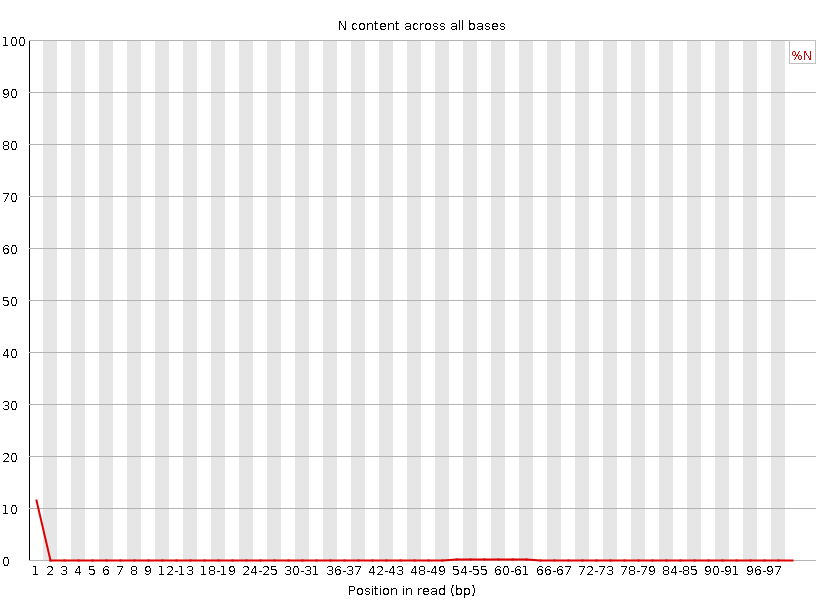 N content across all bases
%N
100
90
80
70
60
50
40
30
20
10
0
1 2 3 4 5 6 7 8 9 12-13 18-19 24-25 30-31 36-37 42-43 48-49 54-55 60-61 66-67 72-73 78-79 84-85 90-91 96-97
Position in read (bp)